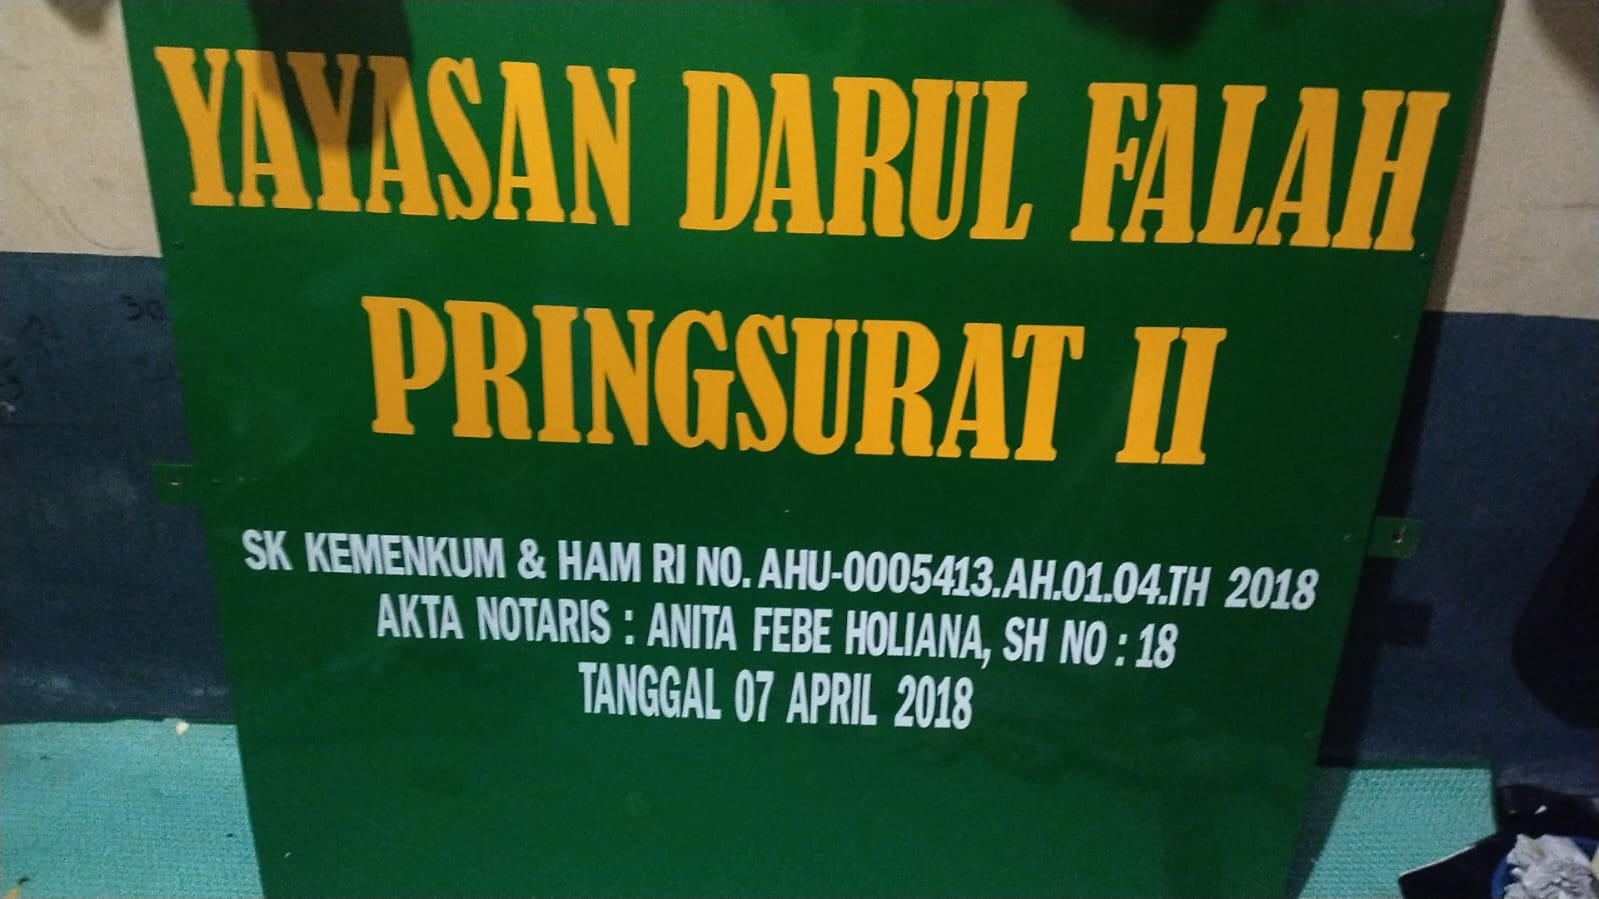 YAYASAN DARUL FALAH
PRINGSURAT II
SK KEMENKUM & HAM RI NO. AHU-0005413.AH.01.04.TH 2018
AKTA NOTARIS : ANITA FEBE HOLIANA, SH NO : 18
TANGGAL 07 APRIL 2018